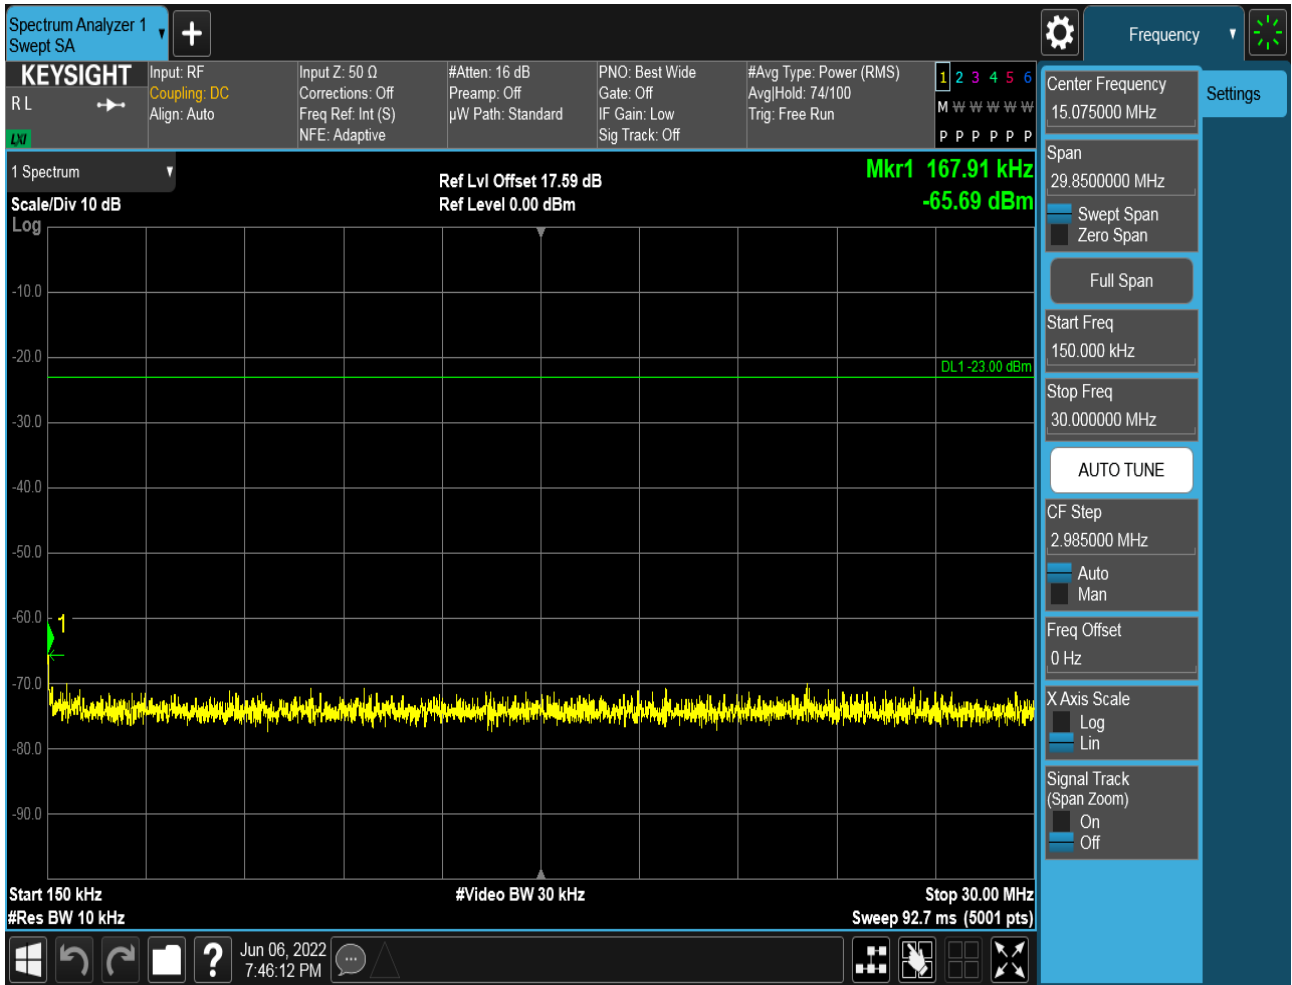 Spectrum Analyzer 1
Swept SA
Frequency
KEYSIGHT
R L
LXI
Input: RF
Coupling: DC
Align: Auto
Input Z: 50 Ω
Corrections: Off
Freq Ref: Int (S)
NFE: Adaptive
#Atten: 16 dB
Preamp: Off
µW Path: Standard
PNO: Best Wide
Gate: Off
IF Gain: Low
Sig Track: Off
#Avg Type: Power (RMS)
Avg|Hold: 74/100
Trig: Free Run
1 2 3 4 5 6
M W W W W W
P P P P P P
1 Spectrum
Scale/Div 10 dB
Log
Ref Lvl Offset 17.59 dB
Ref Level 0.00 dBm
Mkr1 167.91 kHz
-65.69 dBm
-10.0
-20.0
DL1 -23.00 dBm
-30.0
-40.0
-50.0
-60.0
1
-70.0
-80.0
-90.0
Start 150 kHz
#Video BW 30 kHz
Stop 30.00 MHz
#Res BW 10 kHz
Sweep 92.7 ms (5001 pts)
Center Frequency
15.075000 MHz
Settings
Span
29.8500000 MHz
Swept Span
Zero Span
Full Span
Start Freq
150.000 kHz
Stop Freq
30.000000 MHz
AUTO TUNE
CF Step
2.985000 MHz
Auto
Man
Freq Offset
0 Hz
X Axis Scale
Log
Lin
Signal Track
(Span Zoom)
On
Off
?
Jun 06, 2022
7:46:12 PM